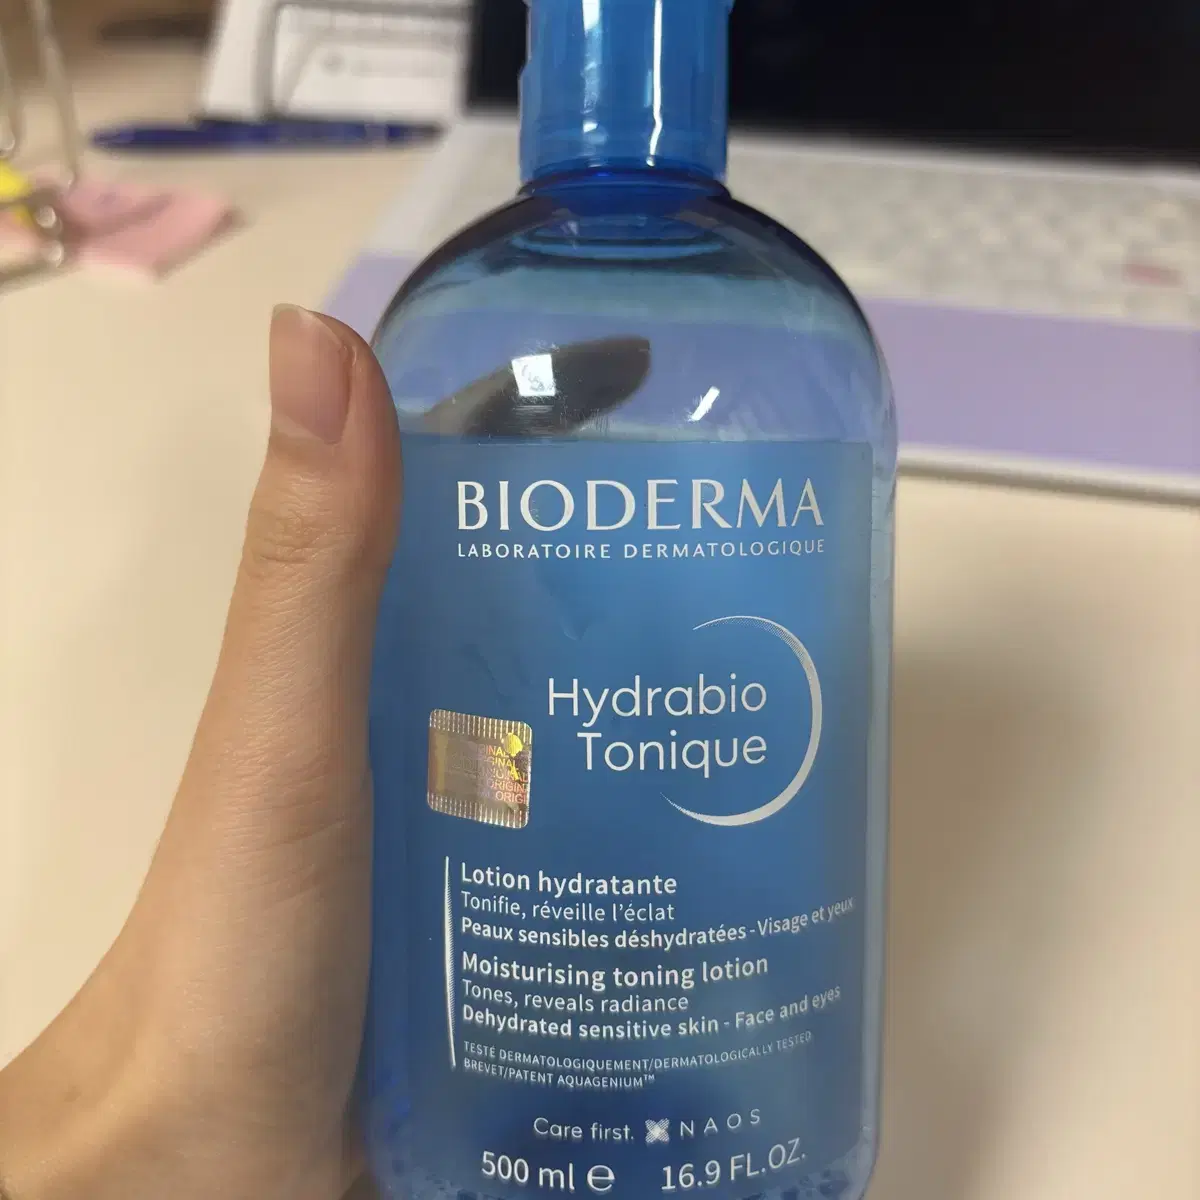 BIODERMA
LABORATOIRE DERMATOLOGIQUE
Hydrabio
Tonique
ORIGINAL
Lotion hydratante
Tonifie, réveille l'éclat
Peaux sensibles déshydratées - Visage et yeux
Moisturising toning lotion
Tones, reveals radiance
Dehydrated sensitive skin - Face and eyes
TESTÉ DERMATOLOGIQUEMENT/DERMATOLOGICALLY TESTED
BREVET/PATENT AQUAGENIUM™
Care first. NAOS
500 ml e 16.9 FL.OZ.